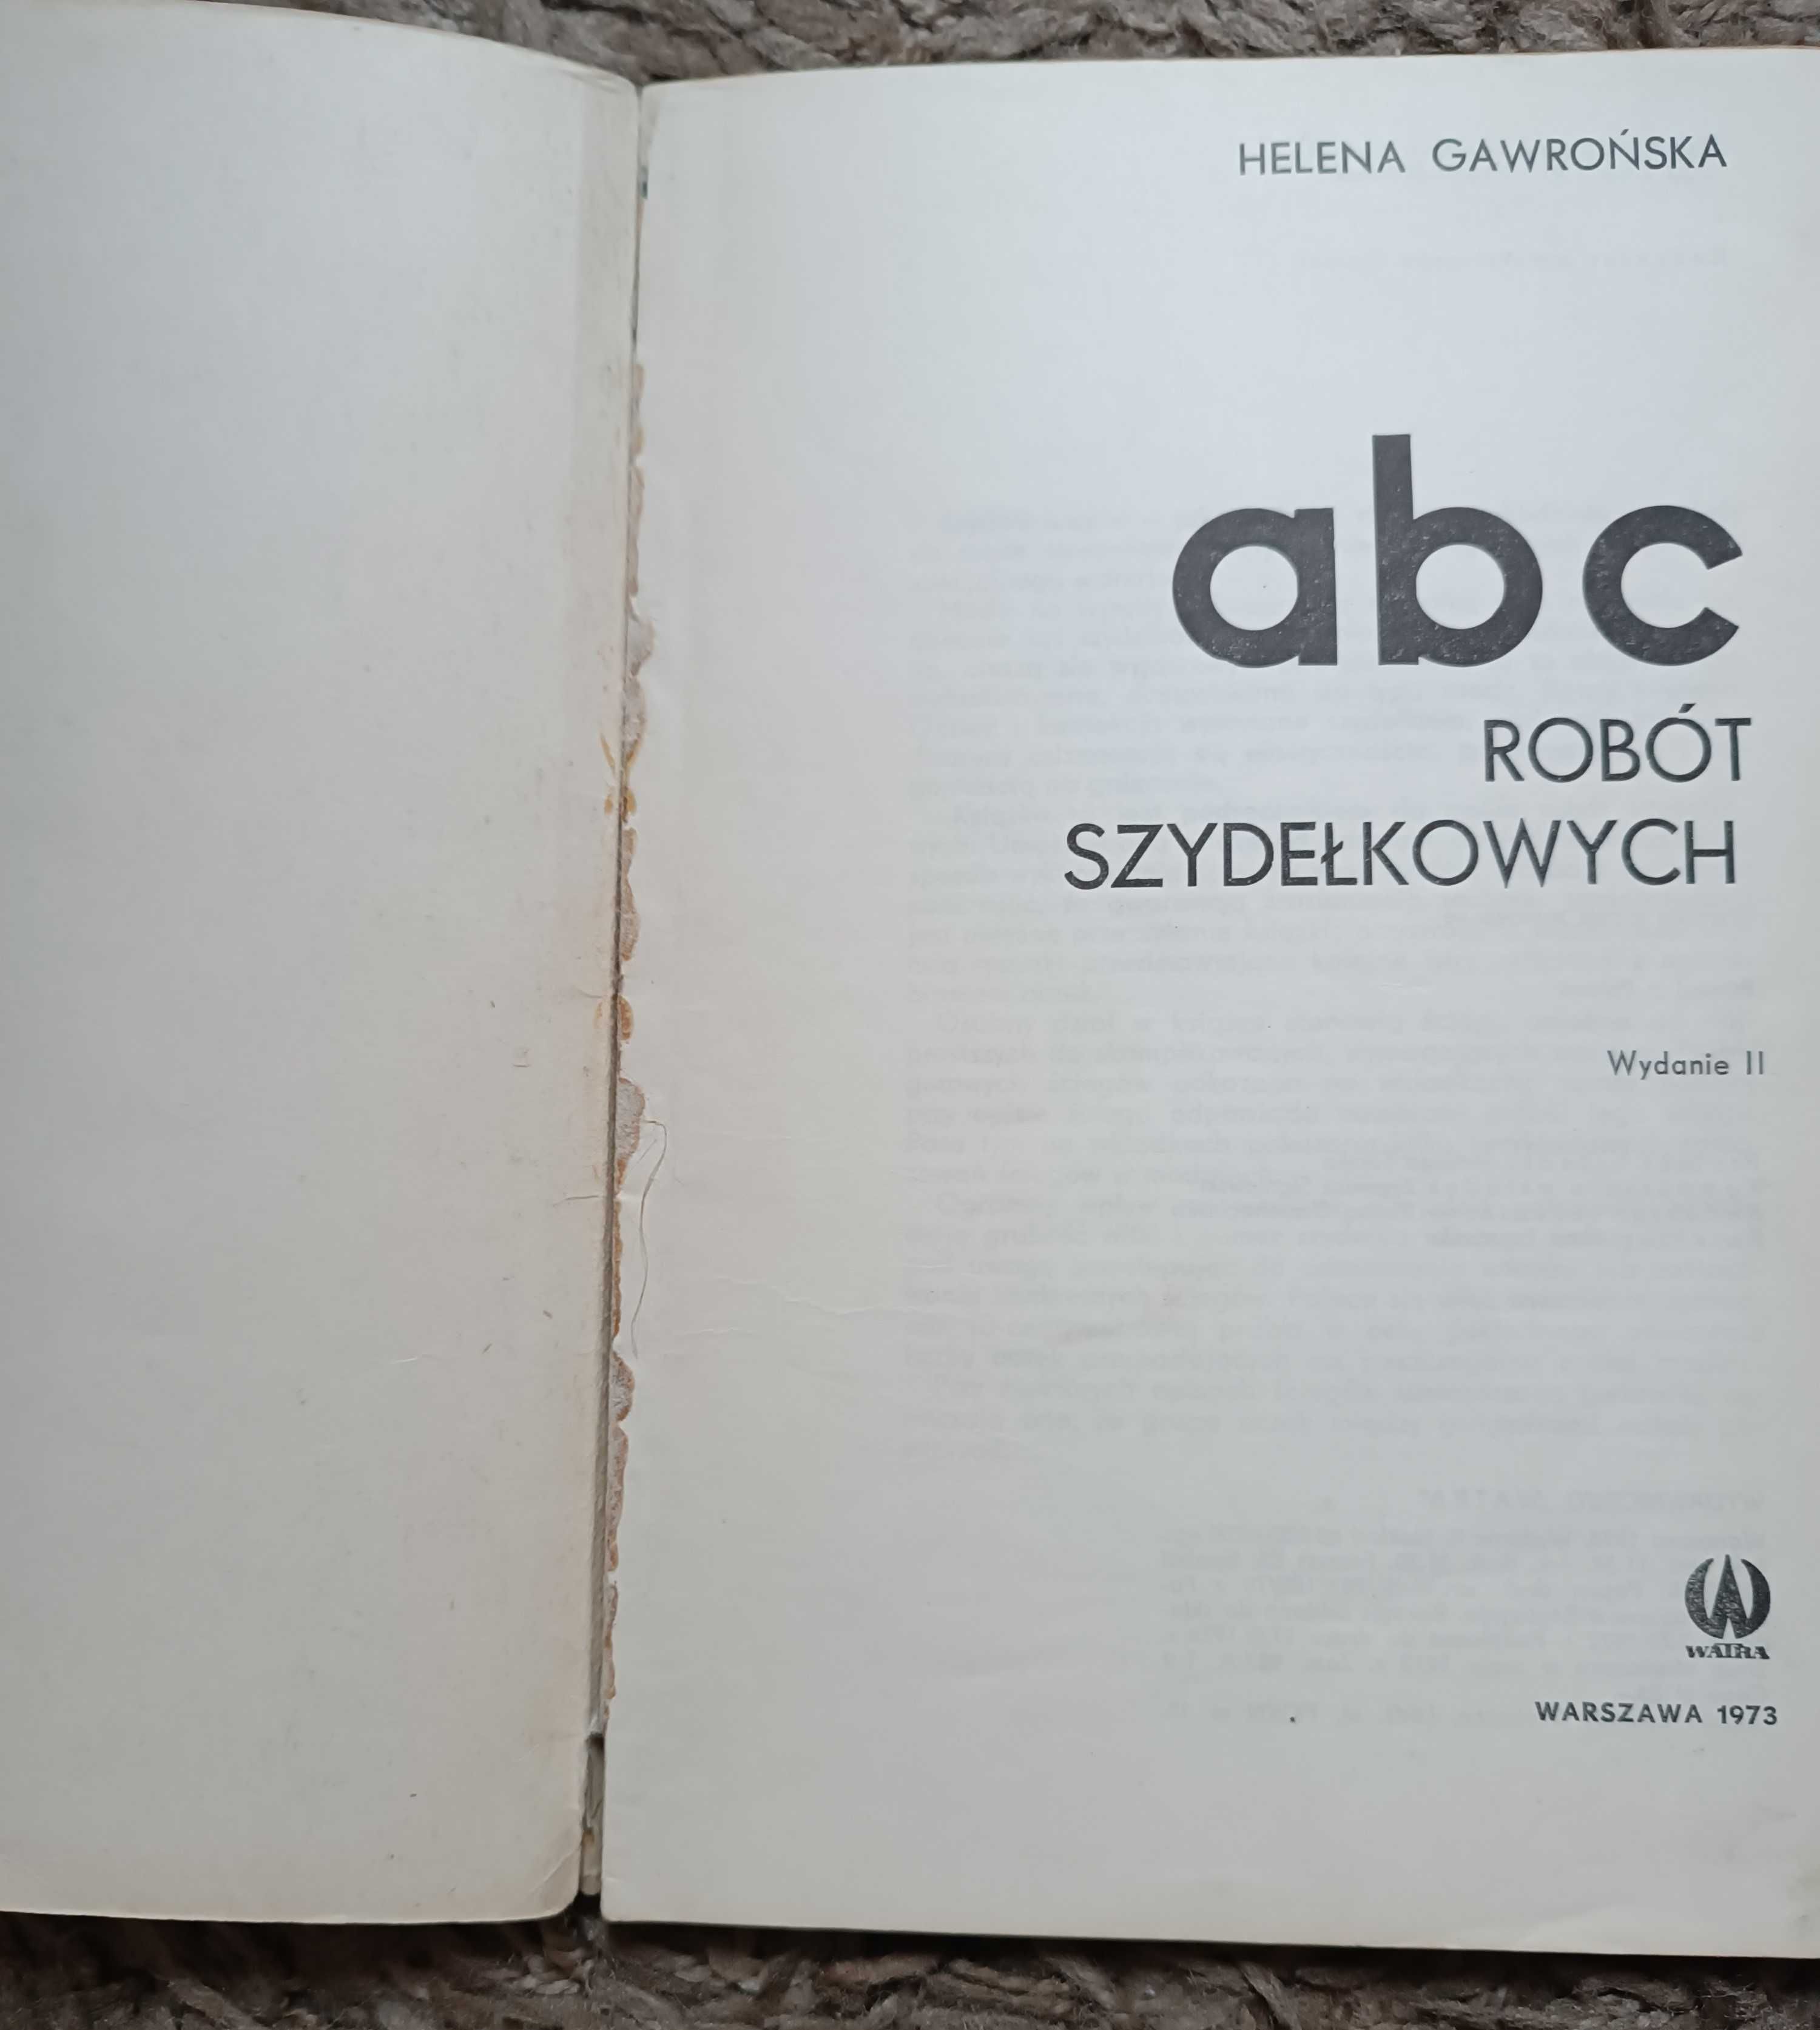 HELENA GAWROŃSKA
abc
ROBÓT
SZYDEŁKOWYCH
Wydanie II
WATRA
WARSZAWA 1973